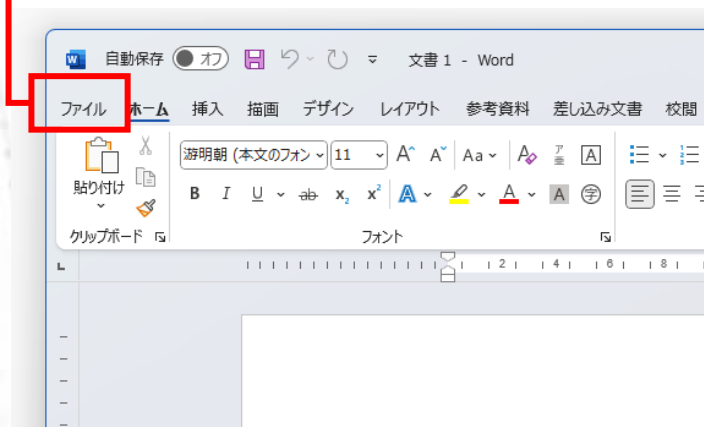 W 自動保存 オフ 文書 1 - Word
ファイル ホーム 挿入 描画 デザイン レイアウト 参考資料 差し込み文書 校閲
游明朝 (本文のフォン 11 A A Aa A ア亜 A
貼り付け B I U ab x₂ x² A A A 字
クリップボード フォント
2 4 6 8